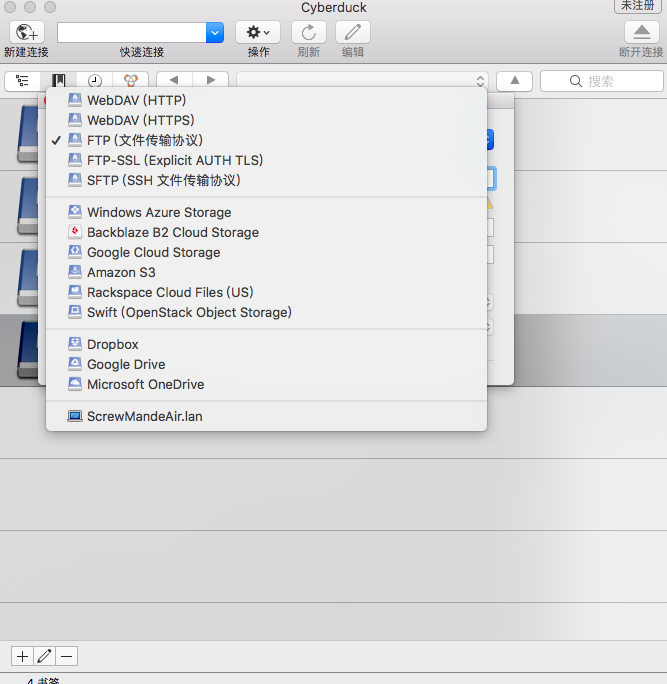 Cyberduck
未注册
新建连接
快速连接
操作
刷新
编辑
断开连接
搜索
WebDAV (HTTP)
WebDAV (HTTPS)
FTP (文件传输协议)
FTP-SSL (Explicit AUTH TLS)
SFTP (SSH 文件传输协议)
Windows Azure Storage
Backblaze B2 Cloud Storage
Google Cloud Storage
Amazon S3
Rackspace Cloud Files (US)
Swift (OpenStack Object Storage)
Dropbox
Google Drive
Microsoft OneDrive
ScrewMandeAir.lan
4 书签